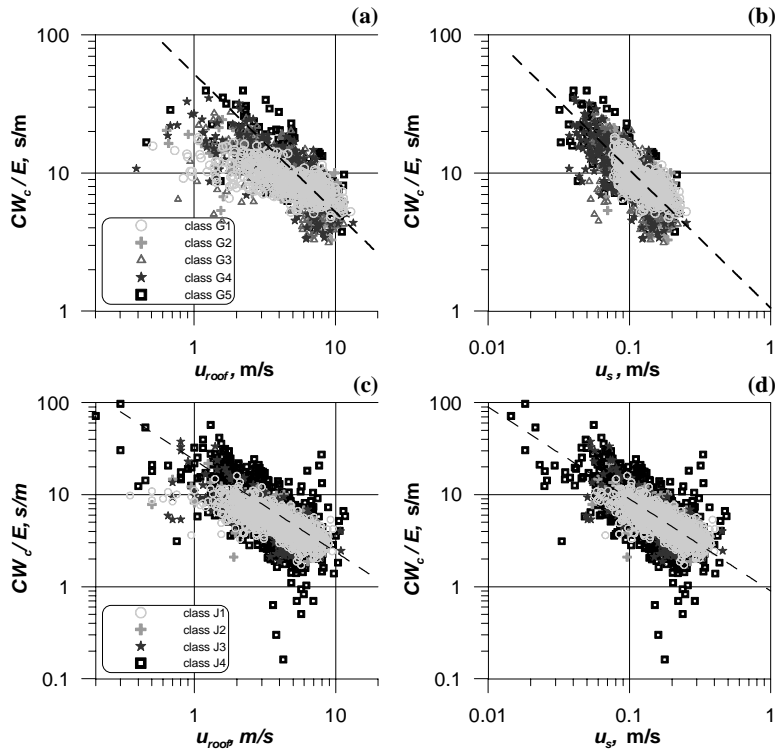 (a)
100
10
1
CWc / E, s/m
class G1
class G2
class G3
class G4
class G5
1
10
uroof, m/s
(b)
100
10
1
CWc / E, s/m
0.01
0.1
1
us, m/s
(c)
100
10
1
0.1
CWc / E, s/m
class J1
class J2
class J3
class J4
1
10
uroof, m/s
(d)
100
10
1
0.1
CWc / E, s/m
0.01
0.1
1
us, m/s